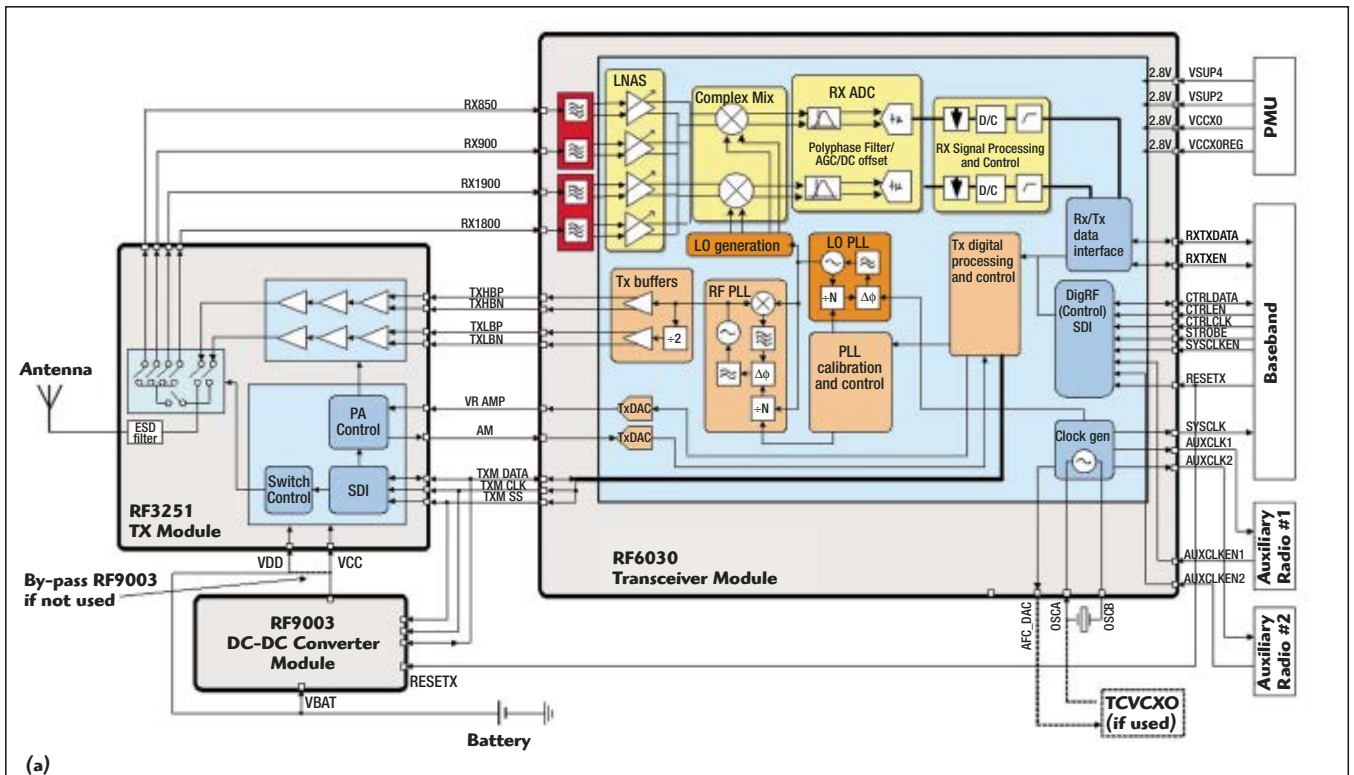 LNAS
Complex Mix
RX ADC
Polyphase Filter/
AGC/DC offset
D/C
RX Signal Processing
and Control
D/C
2.8V VSUP4
2.8V VSUP2
2.8V VCCX0
2.8V VCCX0REG
PMU
RX850
RX900
RX1900
RX1800
LO generation
LO PLL
÷N
Δϕ
Tx digital
processing
and control
Rx/Tx
data
interface
RXTXDATA
RXTXEN
DigRF
(Control)
SDI
CTRLDATA
CTRLEN
CTRLCLK
STROBE
SYSCLKEN
RESETX
Baseband
TXHBP
TXHBN
TXLBP
TXLBN
Tx buffers
÷2
RF PLL
Δϕ
÷N
PLL
calibration
and control
Antenna
ESD
filter
PA
Control
Switch
Control
SDI
VR AMP
AM
TxDAC
TxDAC
TXM DATA
TXM CLK
TXM SS
Clock gen
SYSCLK
AUXCLK1
AUXCLK2
RF3251
TX Module
VDD
VCC
By-pass RF9003
if not used
RF6030
Transceiver Module
AUXCLKEN1
AUXCLKEN2
Auxiliary
Radio #1
Auxiliary
Radio #2
RF9003
DC-DC Converter
Module
RESETX
VBAT
Battery
AFC_DAC
OSCA
OSCB
TCVCXO
(if used)
(a)